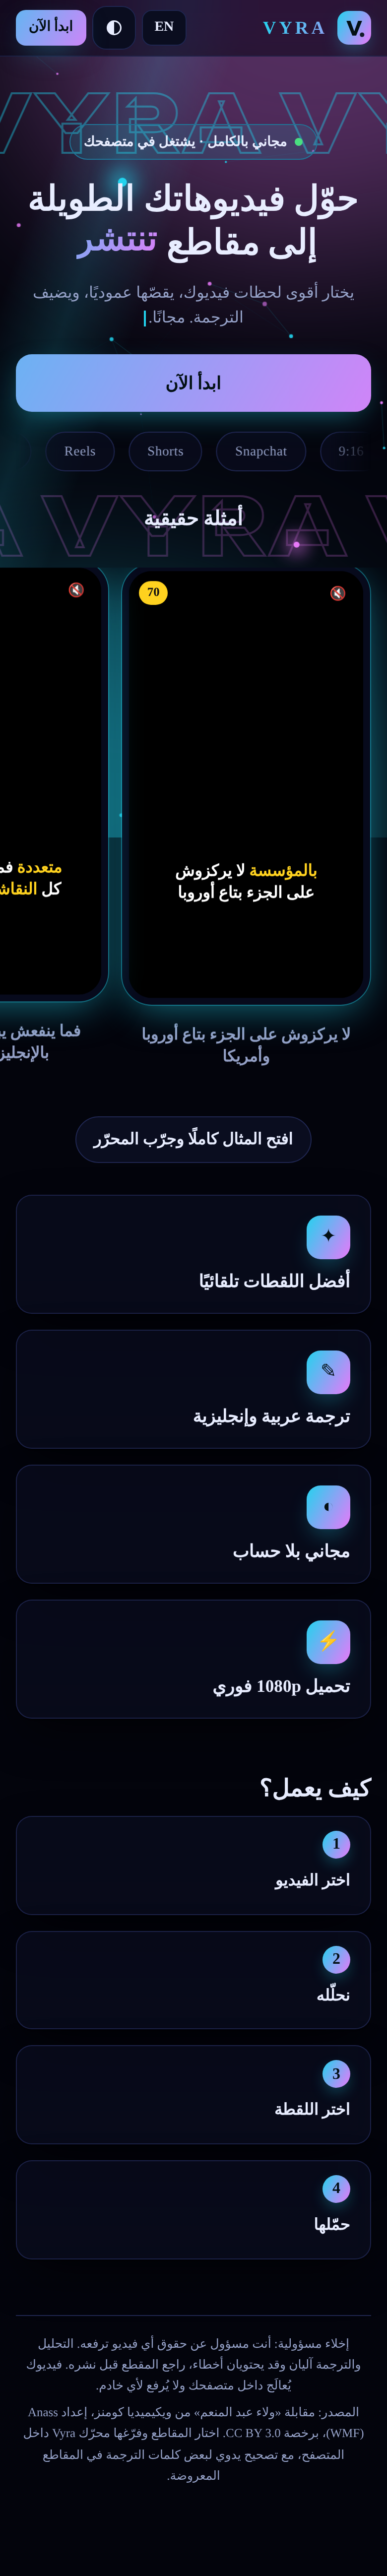 VYRA
EN
ابدأ الآن
VYRA
مجاني بالكامل · يشتغل في متصفحك
حوّل فيديوهاتك الطويلة
إلى مقاطع تنتشر
يختار أقوى لحظات فيديوك، يقصّها عموديًا، ويضيف
الترجمة. مجانًا.
ابدأ الآن
9:16
Snapchat
Shorts
Reels
VYRA
أمثلة حقيقية
70
بالمؤسسة لا يركزوش
على الجزء بتاع أوروبا
متعددة
كل
لا يركزوش على الجزء بتاع أوروبا
وأمريكا
فما ينفعش
افتح المثال كاملًا وجرّب المحرّر
أفضل اللقطات تلقائيًا
ترجمة عربية وإنجليزية
مجاني بلا حساب
تحميل 1080p فوري
كيف يعمل؟
1
اختر الفيديو
2
نحلّله
3
اختر اللقطة
4
حمّلها
إخلاء مسؤولية: أنت مسؤول عن حقوق أي فيديو ترفعه. التحليل
والترجمة آليان وقد يحتويان أخطاء، راجع المقطع قبل نشره. فيديوك
يُعالَج داخل متصفحك ولا يُرفع لأي خادم.
المصدر: مقابلة «ولاء عبد المنعم» من ويكيميديا كومنز، إعداد Anass
(WMF)، برخصة CC BY 3.0. اختار المقاطع وفرّغها محرّك Vyra داخل
المتصفح، مع تصحيح يدوي لبعض كلمات الترجمة في المقاطع
المعروضة.